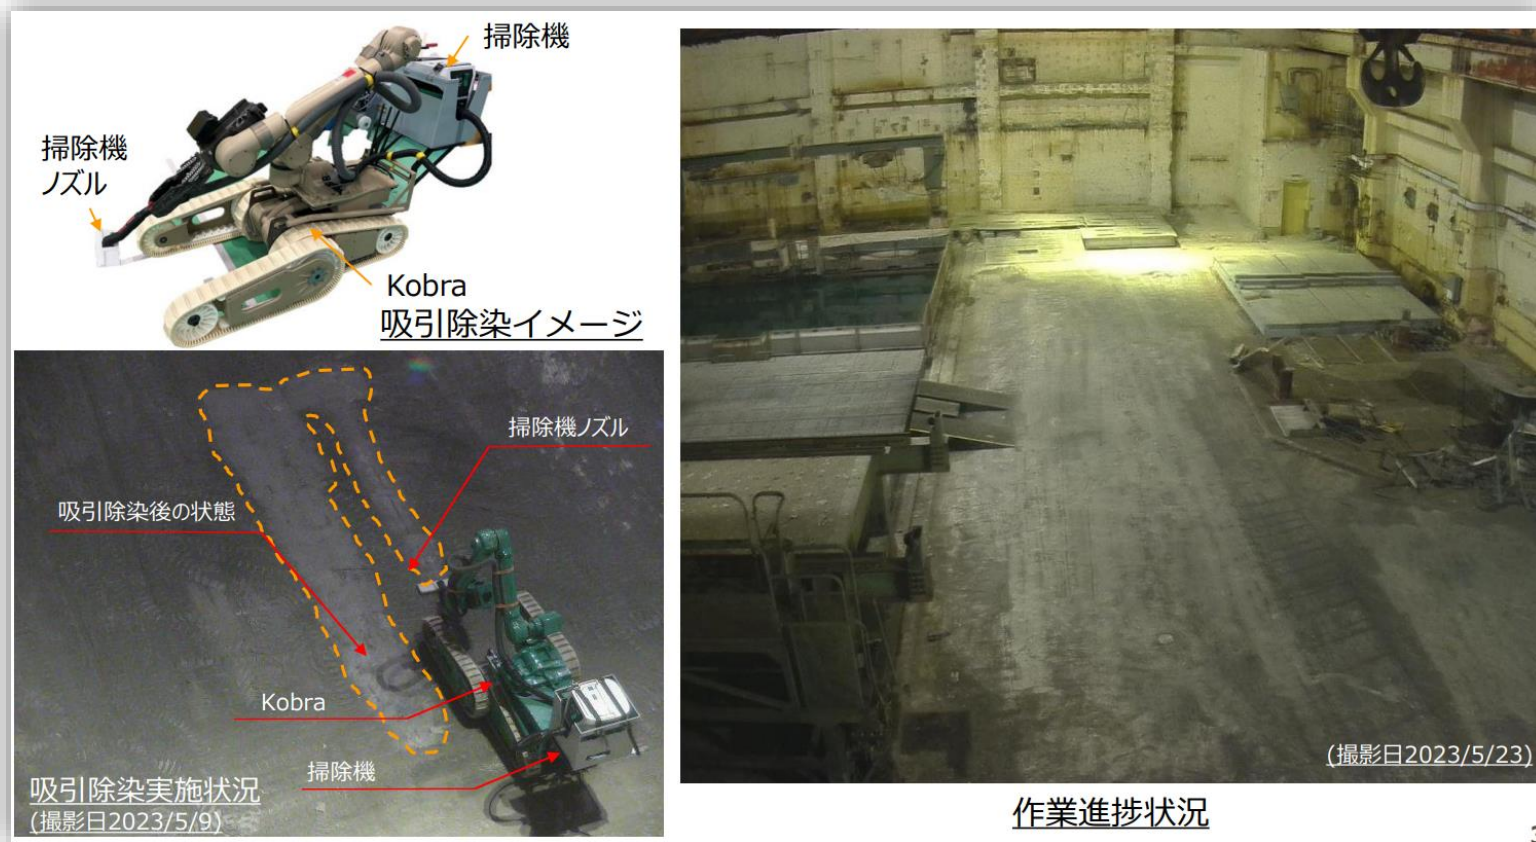 掃除機
掃除機
ノズル
Kobra
吸引除染イメージ
掃除機ノズル
吸引除染後の状態
Kobra
掃除機
吸引除染実施状況
(撮影日2023/5/9)
(撮影日2023/5/23)
作業進捗状況